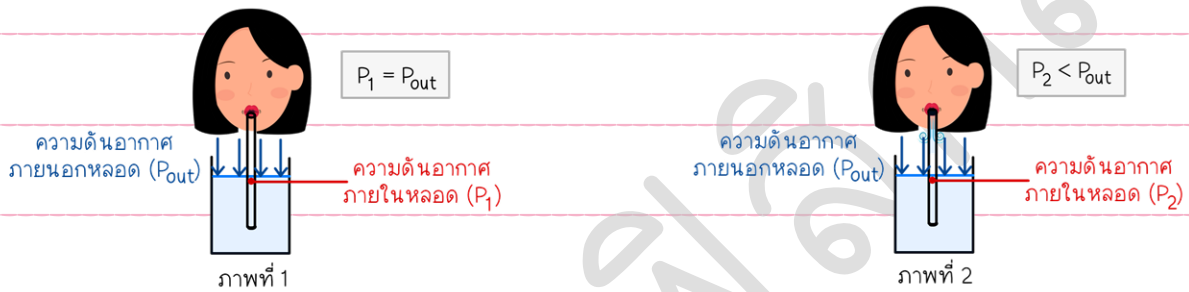 P1 = Pout
ความดันอากาศ
ภายนอกหลอด (Pout)
ความดันอากาศ
ภายในหลอด (P1)
ภาพที่ 1
P2 < Pout
ความดันอากาศ
ภายนอกหลอด (Pout)
ความดันอากาศ
ภายในหลอด (P2)
ภาพที่ 2